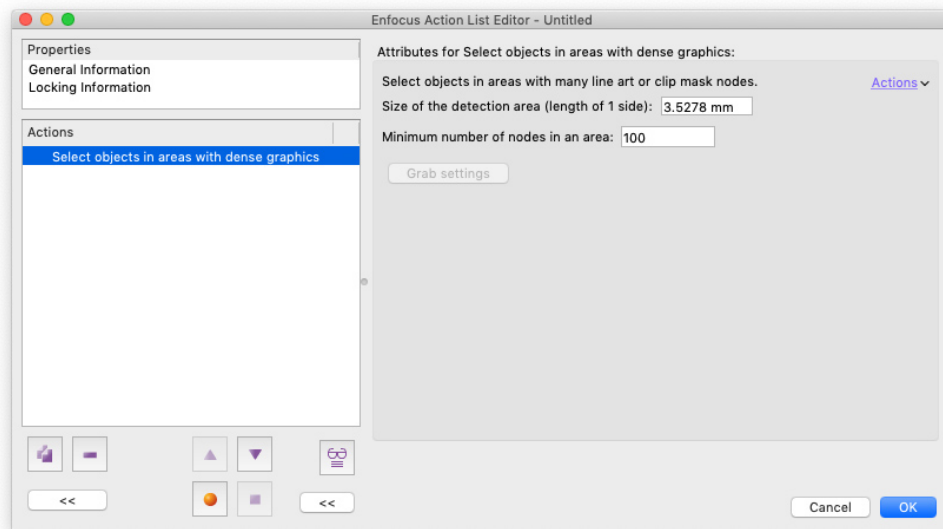 Enfocus Action List Editor - Untitled
Properties
General Information
Locking Information
Actions
Select objects in areas with dense graphics
<<
<<
Attributes for Select objects in areas with dense graphics:
Select objects in areas with many line art or clip mask nodes.
Actions
Size of the detection area (length of 1 side): 3.5278 mm
Minimum number of nodes in an area: 100
Grab settings
Cancel
OK